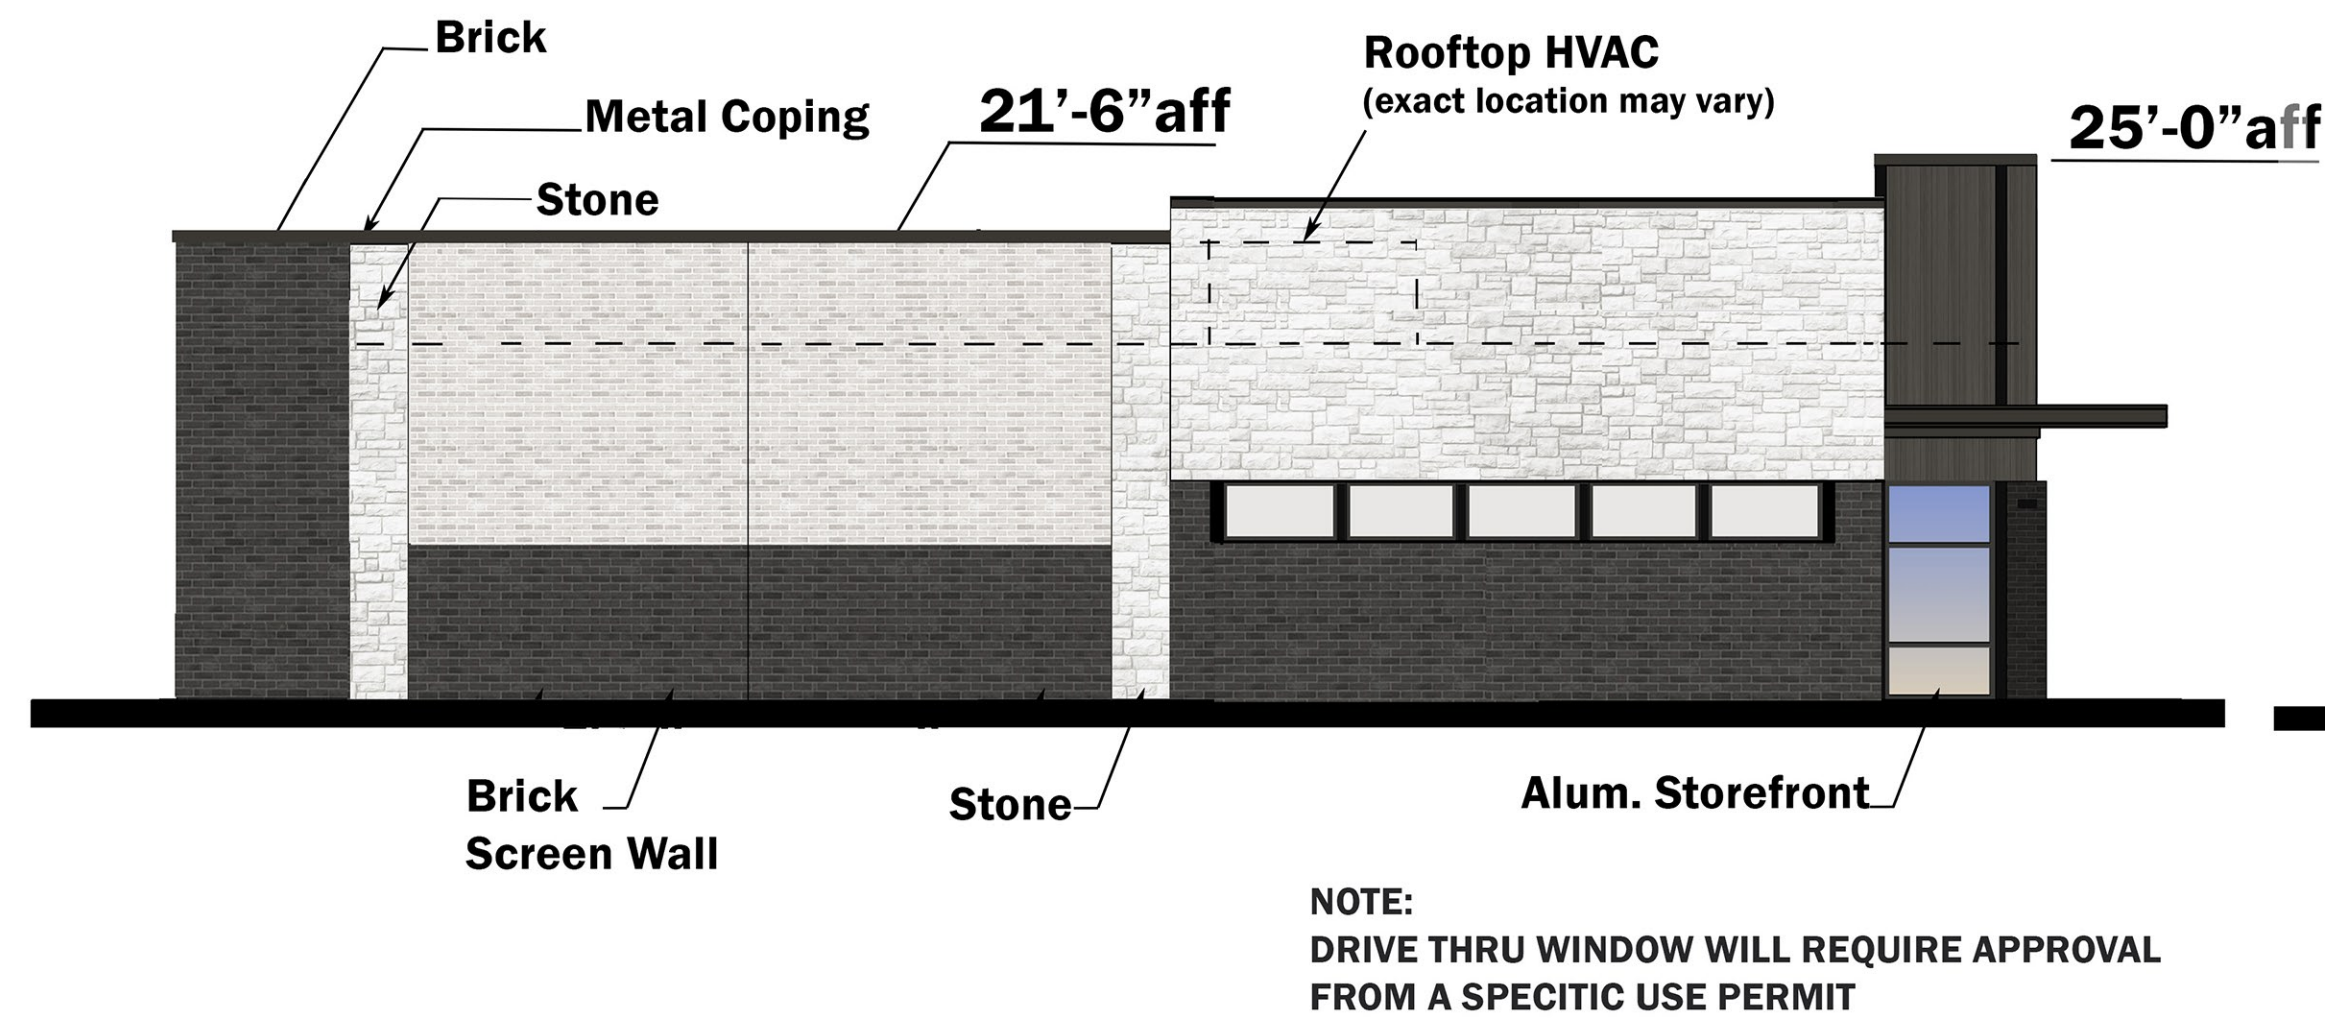 Brick
Metal Coping
Stone
21’-6”aff
Rooftop HVAC
(exact location may vary)
25’-0”aff
Brick
Screen Wall
Stone
Alum. Storefront
NOTE:
DRIVE THRU WINDOW WILL REQUIRE APPROVAL
FROM A SPECITIC USE PERMIT